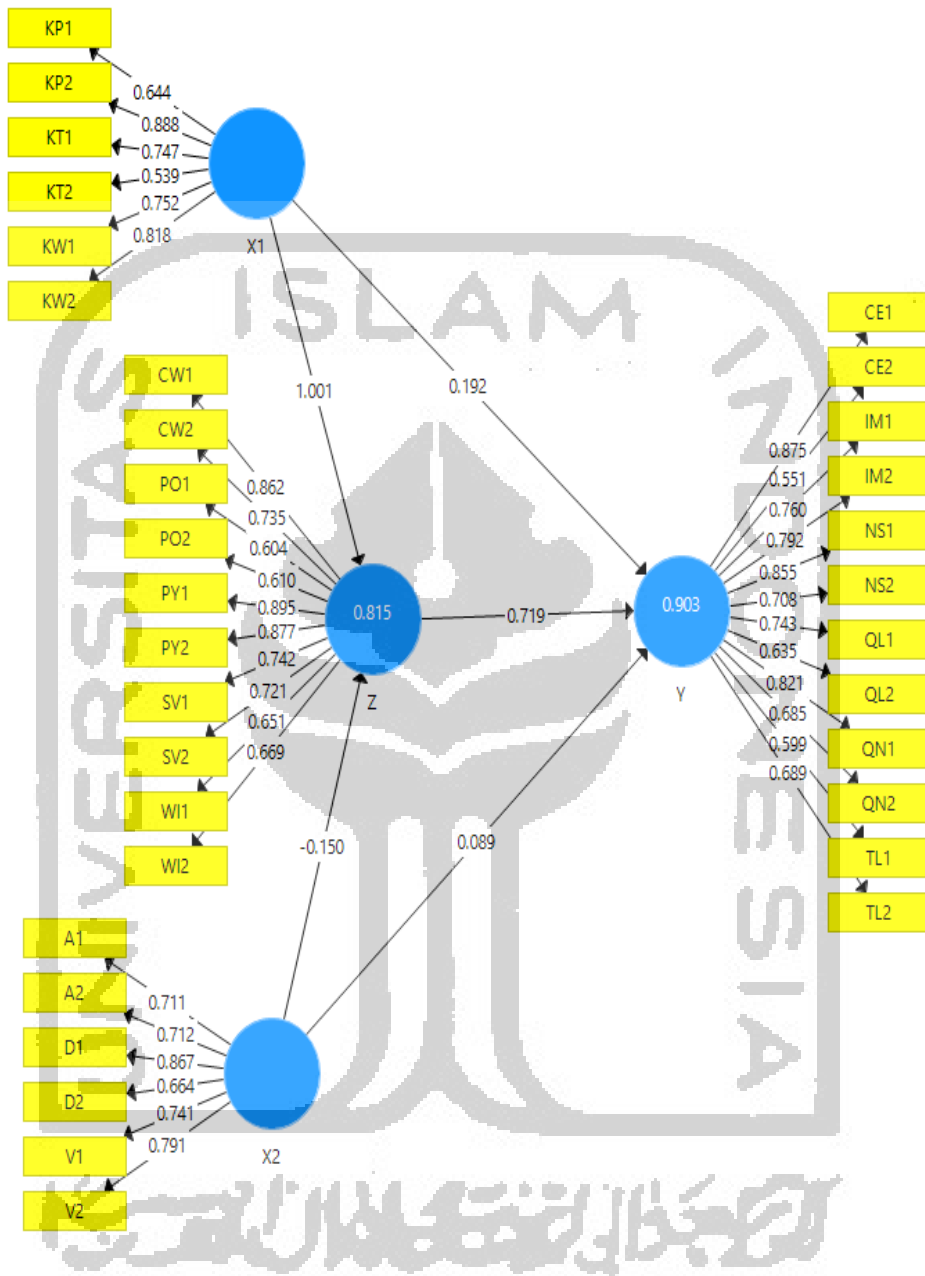 KP1
KP2
KT1
KT2
KW1
KW2
0.644
0.888
0.747
0.539
0.752
0.818
X1
ISLAM
UNIVERSITAS
INDONESIA
1.001
0.192
CW1
CW2
PO1
PO2
PY1
PY2
SV1
SV2
WI1
WI2
0.862
0.735
0.604
0.610
0.895
0.877
0.742
0.721
0.651
0.669
0.815
Z
0.719
0.903
Y
CE1
CE2
IM1
IM2
NS1
NS2
QL1
QL2
QN1
QN2
TL1
TL2
0.875
0.551
0.760
0.792
0.855
0.708
0.743
0.635
0.821
0.685
0.599
0.689
-0.150
0.089
A1
A2
D1
D2
V1
V2
0.711
0.712
0.867
0.664
0.741
0.791
X2